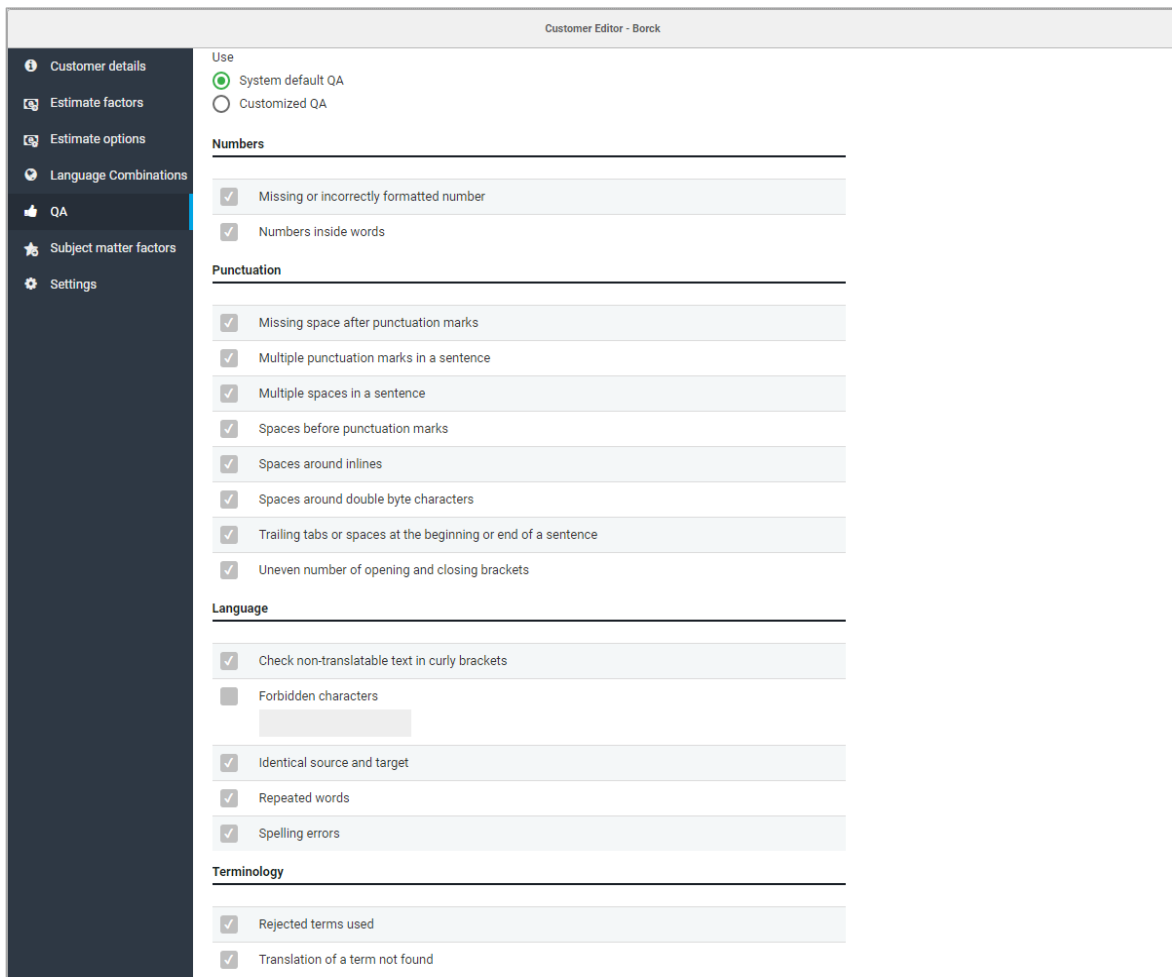 Customer Editor - Borck
Customer details
Estimate factors
Estimate options
Language Combinations
QA
Subject matter factors
Settings
Use
System default QA
Customized QA
Numbers
Missing or incorrectly formatted number
Numbers inside words
Punctuation
Missing space after punctuation marks
Multiple punctuation marks in a sentence
Multiple spaces in a sentence
Spaces before punctuation marks
Spaces around inlines
Spaces around double byte characters
Trailing tabs or spaces at the beginning or end of a sentence
Uneven number of opening and closing brackets
Language
Check non-translatable text in curly brackets
Forbidden characters
Identical source and target
Repeated words
Spelling errors
Terminology
Rejected terms used
Translation of a term not found